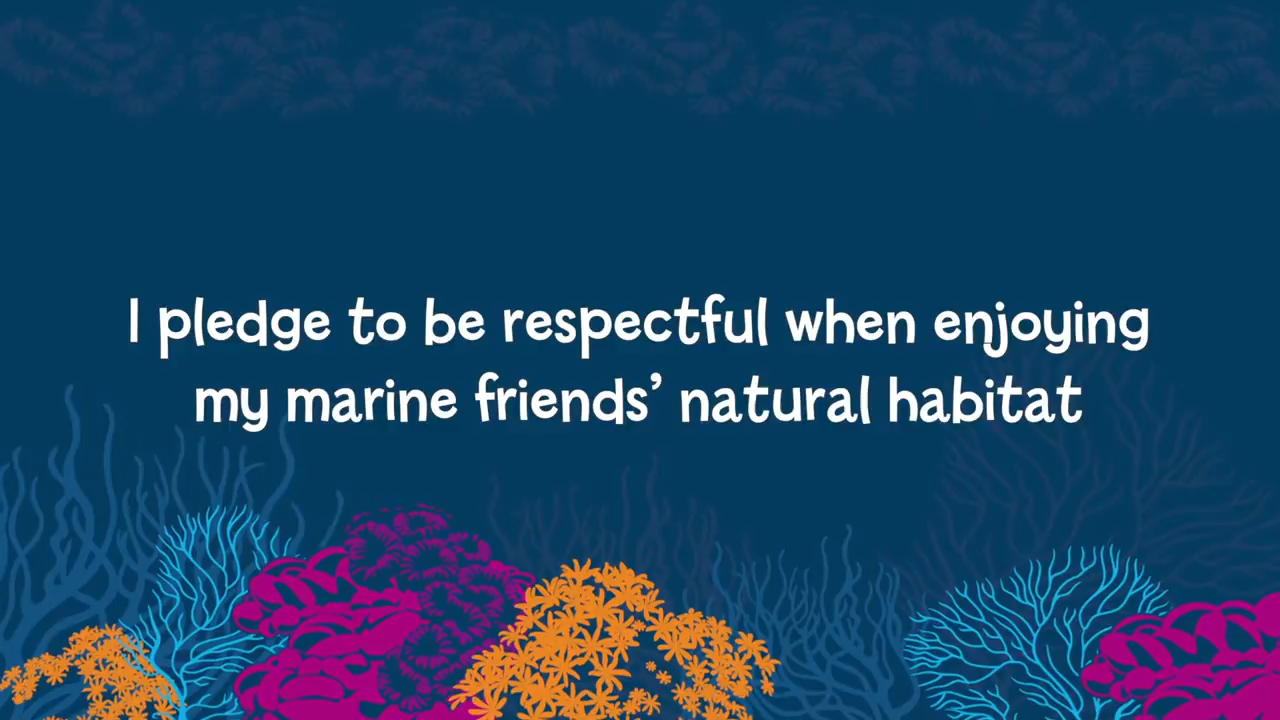 I pledge to be respectful when enjoying
my marine friends’ natural habitat